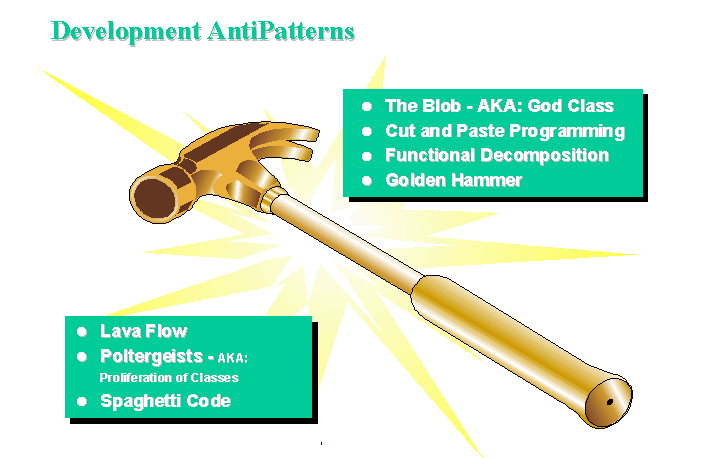 Development AntiPatterns
● The Blob - AKA: God Class
● Cut and Paste Programming
● Functional Decomposition
● Golden Hammer
● Lava Flow
● Poltergeists - AKA:
Proliferation of Classes
● Spaghetti Code